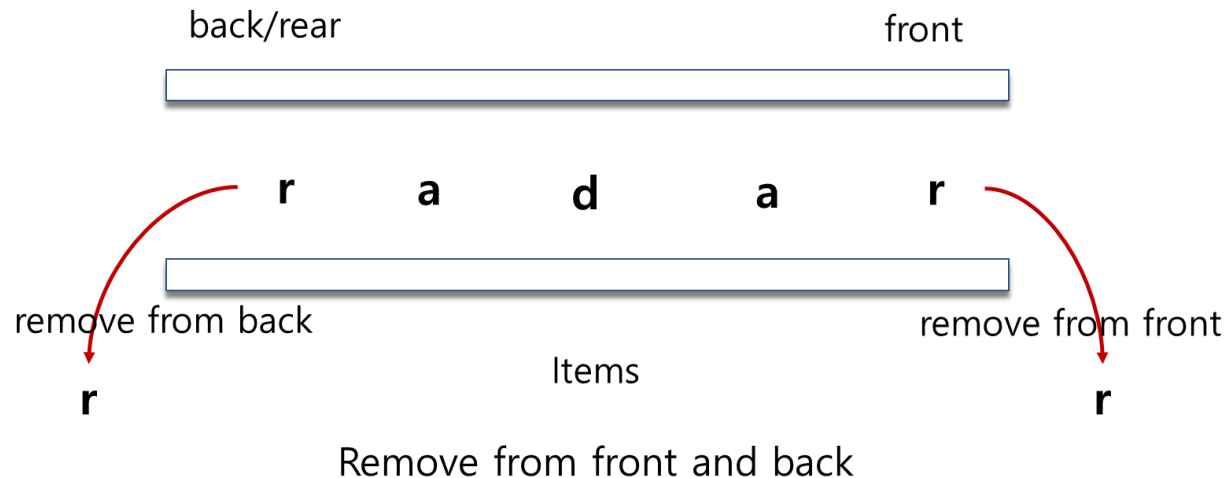 back/rear front
r a d a r
remove from back remove from front
Items
r r
Remove from front and back